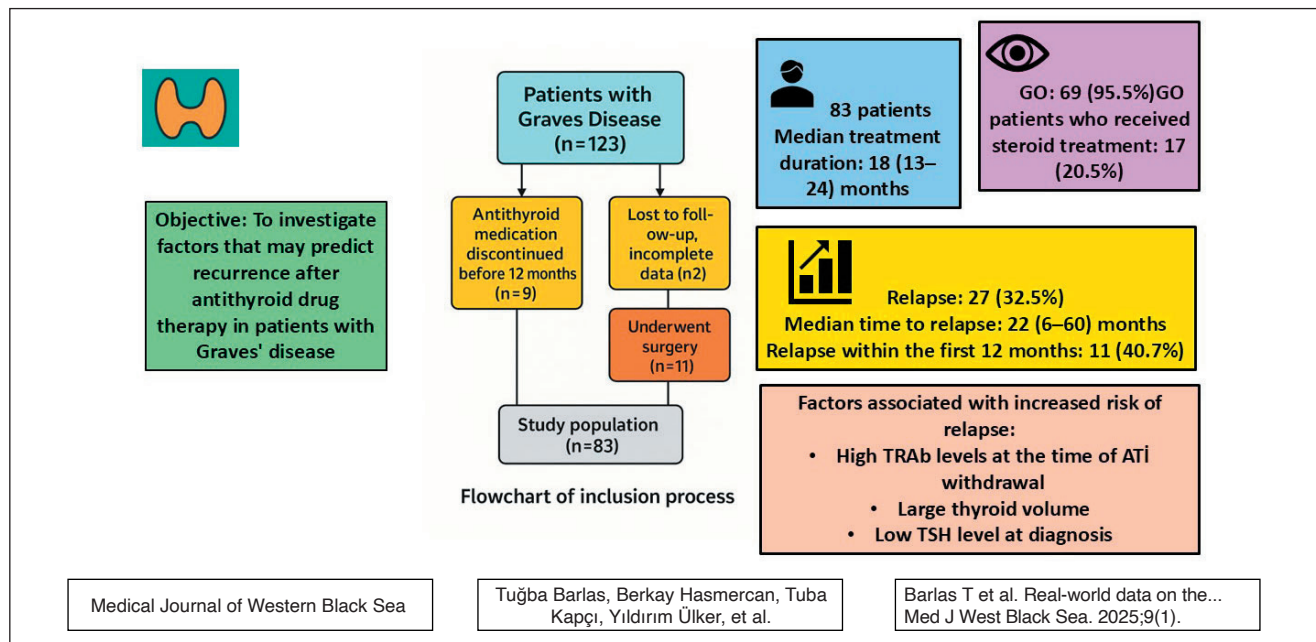 Objective: To investigate
factors that may predict
recurrence after
antithyroid drug
therapy in patients with
Graves' disease
Patients with
Graves Disease
(n=123)
Antithyroid
medication
discontinued
before 12 months
(n=9)
Lost to foll-
ow-up,
incomplete
data (n2)
Underwent
surgery
(n=11)
Study population
(n=83)
Flowchart of inclusion process
83 patients
Median treatment
duration: 18 (13–
24) months
GO: 69 (95.5%)GO
patients who received
steroid treatment: 17
(20.5%)
Relapse: 27 (32.5%)
Median time to relapse: 22 (6–60) months
Relapse within the first 12 months: 11 (40.7%)
Factors associated with increased risk of
relapse:
• High TRAb levels at the time of ATİ
withdrawal
• Large thyroid volume
• Low TSH level at diagnosis
Medical Journal of Western Black Sea
Tuğba Barlas, Berkay Hasmercan, Tuba
Kapçı, Yıldırım Ülker, et al.
Barlas T et al. Real-world data on the...
Med J West Black Sea. 2025;9(1).